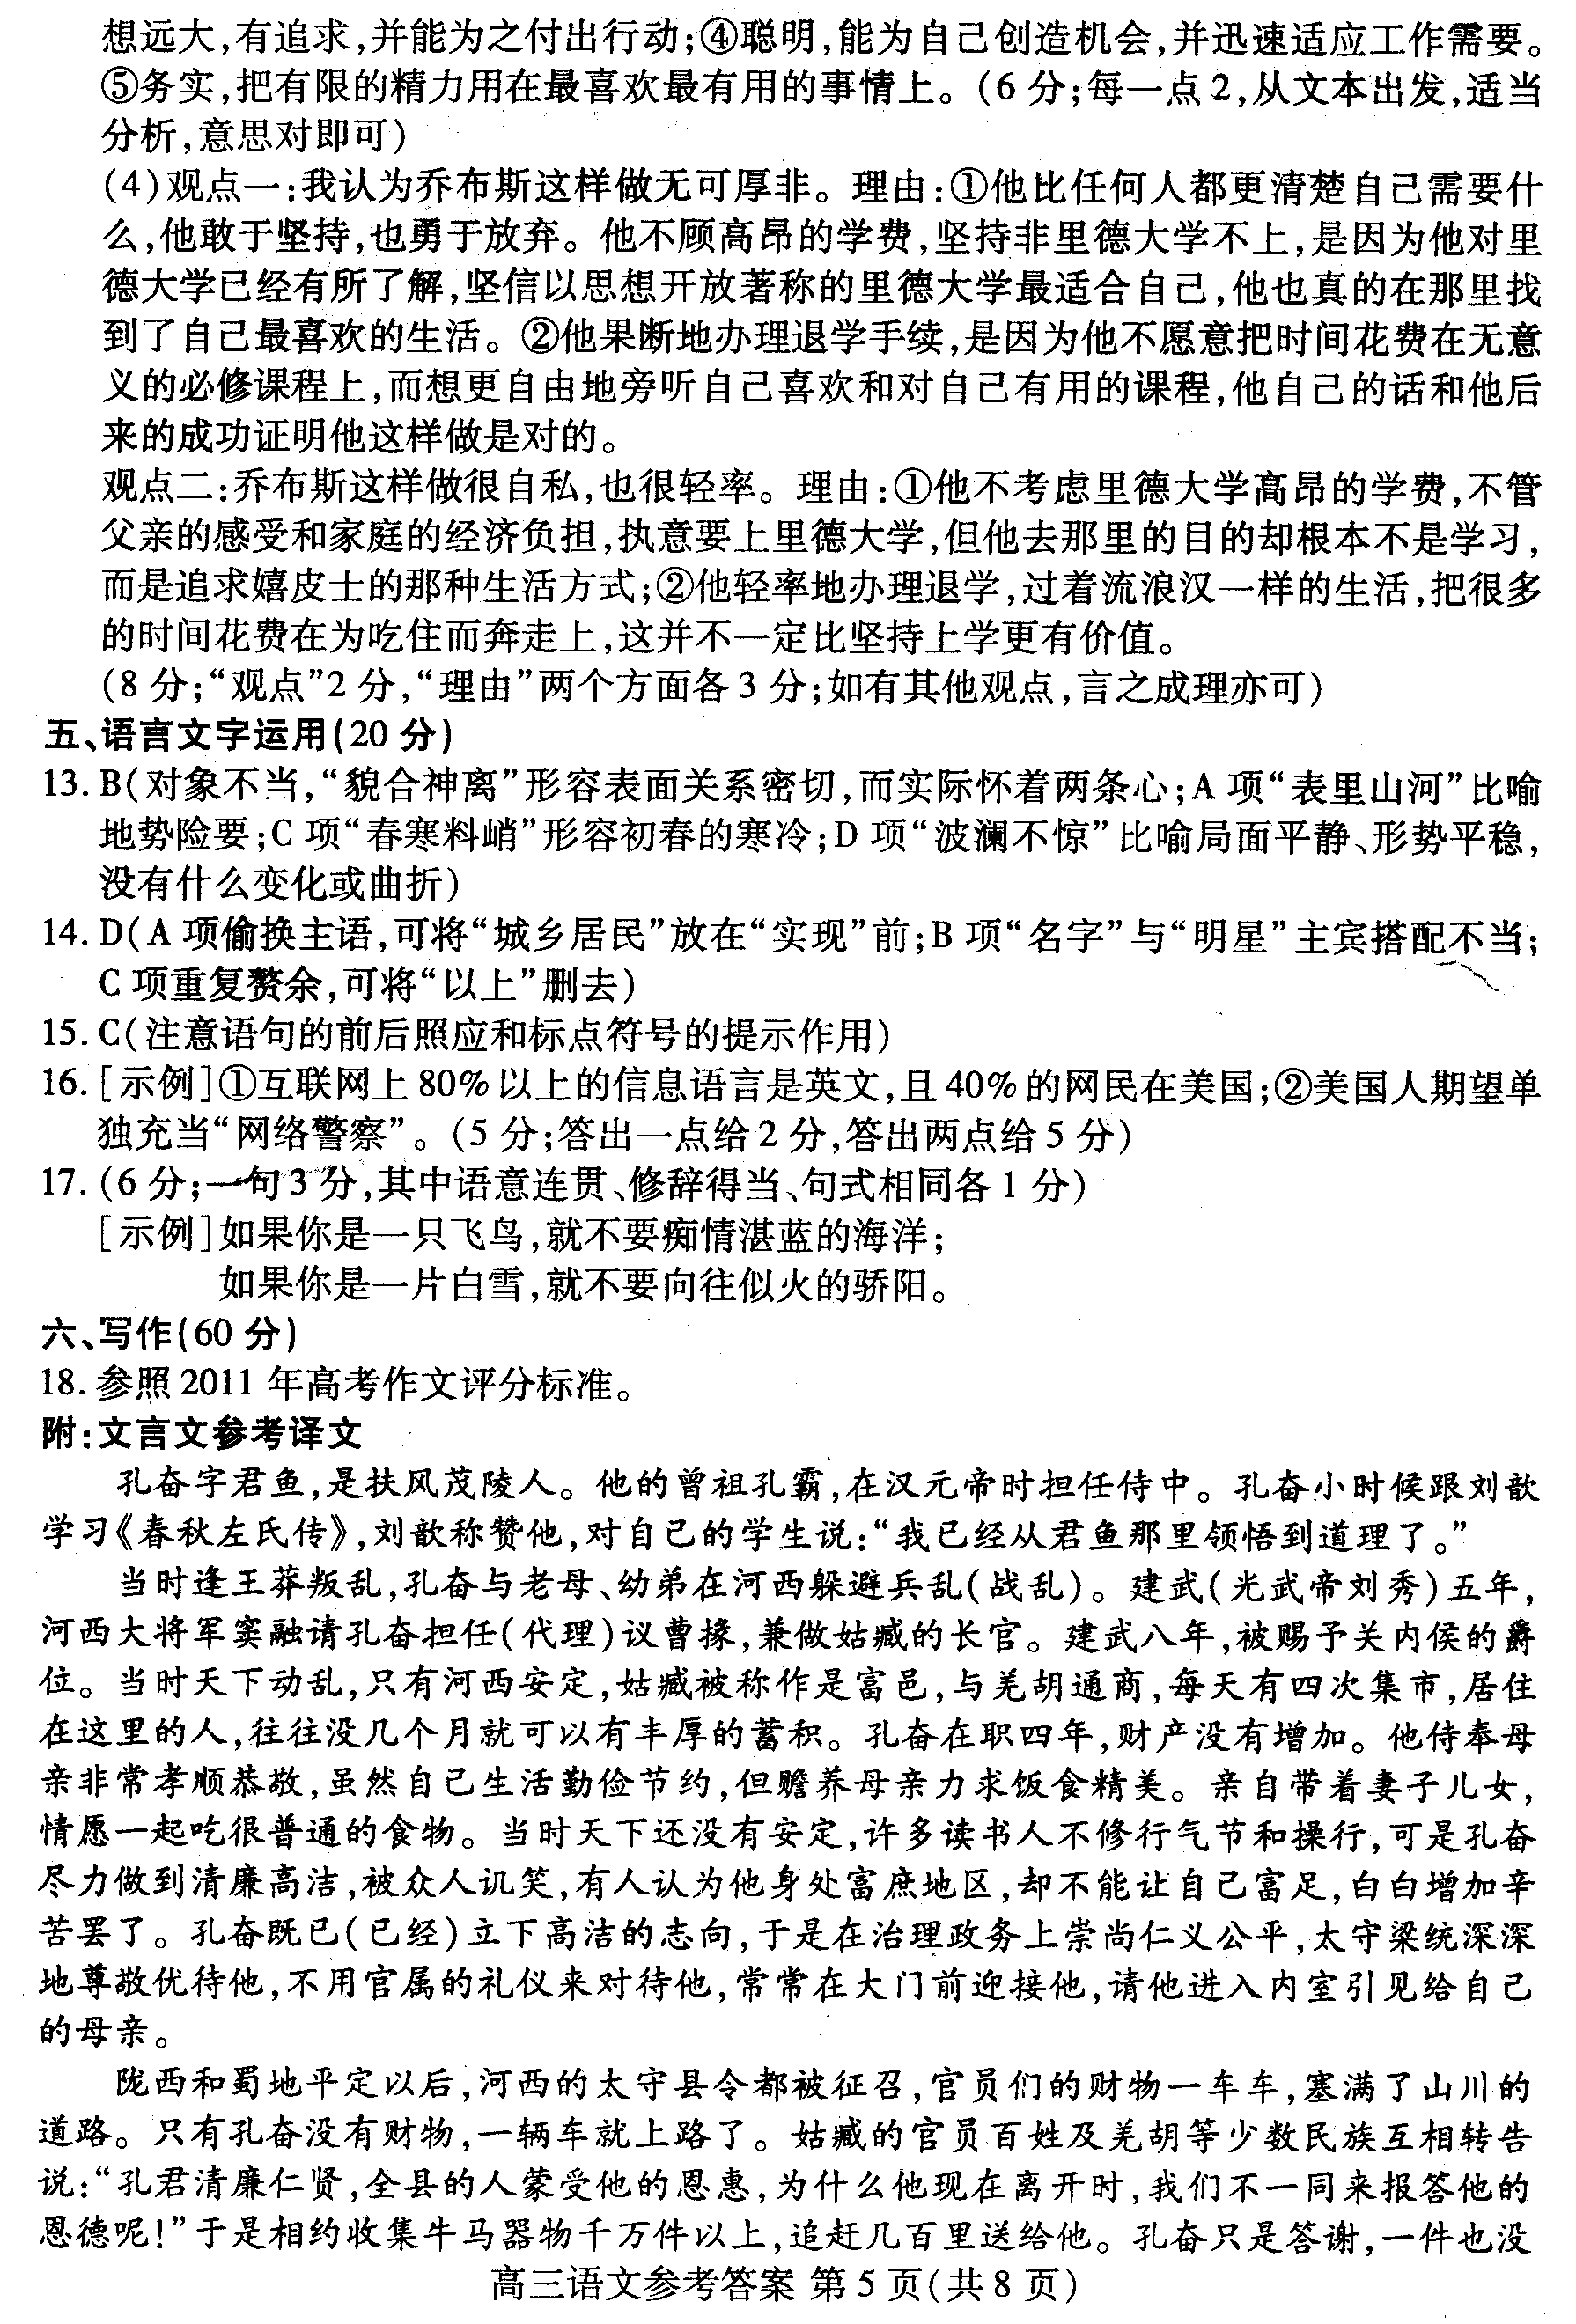 想远大,有追求,并能为之付出行动;④聪明,能为自己创造机会,并迅速适应工作需要。
⑤务实,把有限的精力用在最喜欢最有用的事情上。(6 分;每一点 2,从文本出发,适当
分析,意思对即可)
(4)观点一:我认为乔布斯这样做无可厚非。理由:①他比任何人都更清楚自己需要什
么,他敢于坚持,也勇于放弃。他不顾高昂的学费,坚持非里德大学不上,是因为他对里
德大学已经有所了解,坚信以思想开放著称的里德大学最适合自己,他也真的在那里找
到了自己最喜欢的生活。②他果断地办理退学手续,是因为他不愿意把时间花费在无意
义的必修课程上,而想更自由地旁听自己喜欢和对自己有用的课程,他自己的话和他后
来的成功证明他这样做是对的。
观点二:乔布斯这样做很自私,也很轻率。理由:①他不考虑里德大学高昂的学费,不管
父亲的感受和家庭的经济负担,执意要上里德大学,但他去那里的目的却根本不是学习,
而是追求嬉皮士的那种生活方式;②他轻率地办理退学,过着流浪汉一样的生活,把很多
的时间花费在为吃住而奔走上,这并不一定比坚持上学更有价值。
(8 分;“观点”2 分,“理由”两个方面各 3 分;如有其他观点,言之成理亦可)
五、语言文字运用(20 分)
13. B(对象不当,“貌合神离”形容表面关系密切,而实际怀着两条心;A 项“表里山河”比喻
地势险要;C 项“春寒料峭”形容初春的寒冷;D 项“波澜不惊”比喻局面平静、形势平稳,
没有什么变化或曲折)
14. D(A 项偷换主语,可将“城乡居民”放在“实现”前;B 项“名字”与“明星”主宾搭配不当;
C 项重复赘余,可将“以上”删去)
15. C(注意语句的前后照应和标点符号的提示作用)
16. [示例]①互联网上 80%以上的信息语言是英文,且 40%的网民在美国;②美国人期望单
独充当“网络警察”。(5 分;答出一点给 2 分,答出两点给 5 分)
17. (6 分;一句 3 分,其中语意连贯、修辞得当、句式相同各 1 分)
[示例]如果你是一只飞鸟,就不要痴情湛蓝的海洋;
如果你是一片白雪,就不要向往似火的骄阳。
六、写作(60 分)
18. 参照 2011 年高考作文评分标准。
附:文言文参考译文
孔奋字君鱼,是扶风茂陵人。他的曾祖孔霸,在汉元帝时担任侍中。孔奋小时候跟刘歆
学习《春秋左氏传》,刘歆称赞他,对自己的学生说:“我已经从君鱼那里领悟到道理了。”
当时逢王莽叛乱,孔奋与老母、幼弟在河西躲避兵乱(战乱)。建武(光武帝刘秀)五年,
河西大将军窦融请孔奋担任(代理)议曹掾,兼做姑臧的长官。建武八年,被赐予关内侯的爵
位。当时天下动乱,只有河西安定,姑臧被称作是富邑,与羌胡通商,每天有四次集市,居住
在这里的人,往往没几个月就可以有丰厚的蓄积。孔奋在职四年,财产没有增加。他侍奉母
亲非常孝顺恭敬,虽然自己生活勤俭节约,但赡养母亲力求饭食精美。亲自带着妻子儿女,
情愿一起吃很普通的食物。当时天下还没有安定,许多读书人不修行气节和操行,可是孔奋
尽力做到清廉高洁,被众人讥笑,有人认为他身处富庶地区,却不能让自己富足,白白增加辛
苦罢了。孔奋既已(已经)立下高洁的志向,于是在治理政务上崇尚仁义公平,太守梁统深深
地尊敬优待他,不用官属的礼仪来对待他,常常在大门前迎接他,请他进入内室引见给自己
的母亲。
陇西和蜀地平定以后,河西的太守县令都被征召,官员们的财物一车车,塞满了山川的
道路。只有孔奋没有财物,一辆车就上路了。姑臧的官员百姓及羌胡等少数民族互相转告
说:“孔君清廉仁贤,全县的人蒙受他的恩惠,为什么他现在离开时,我们不一同来报答他的
恩德呢!”于是相约收集牛马器物千万件以上,追赶几百里送给他。孔奋只是答谢,一件也没
高三语文参考答案 第 5 页(共 8 页)